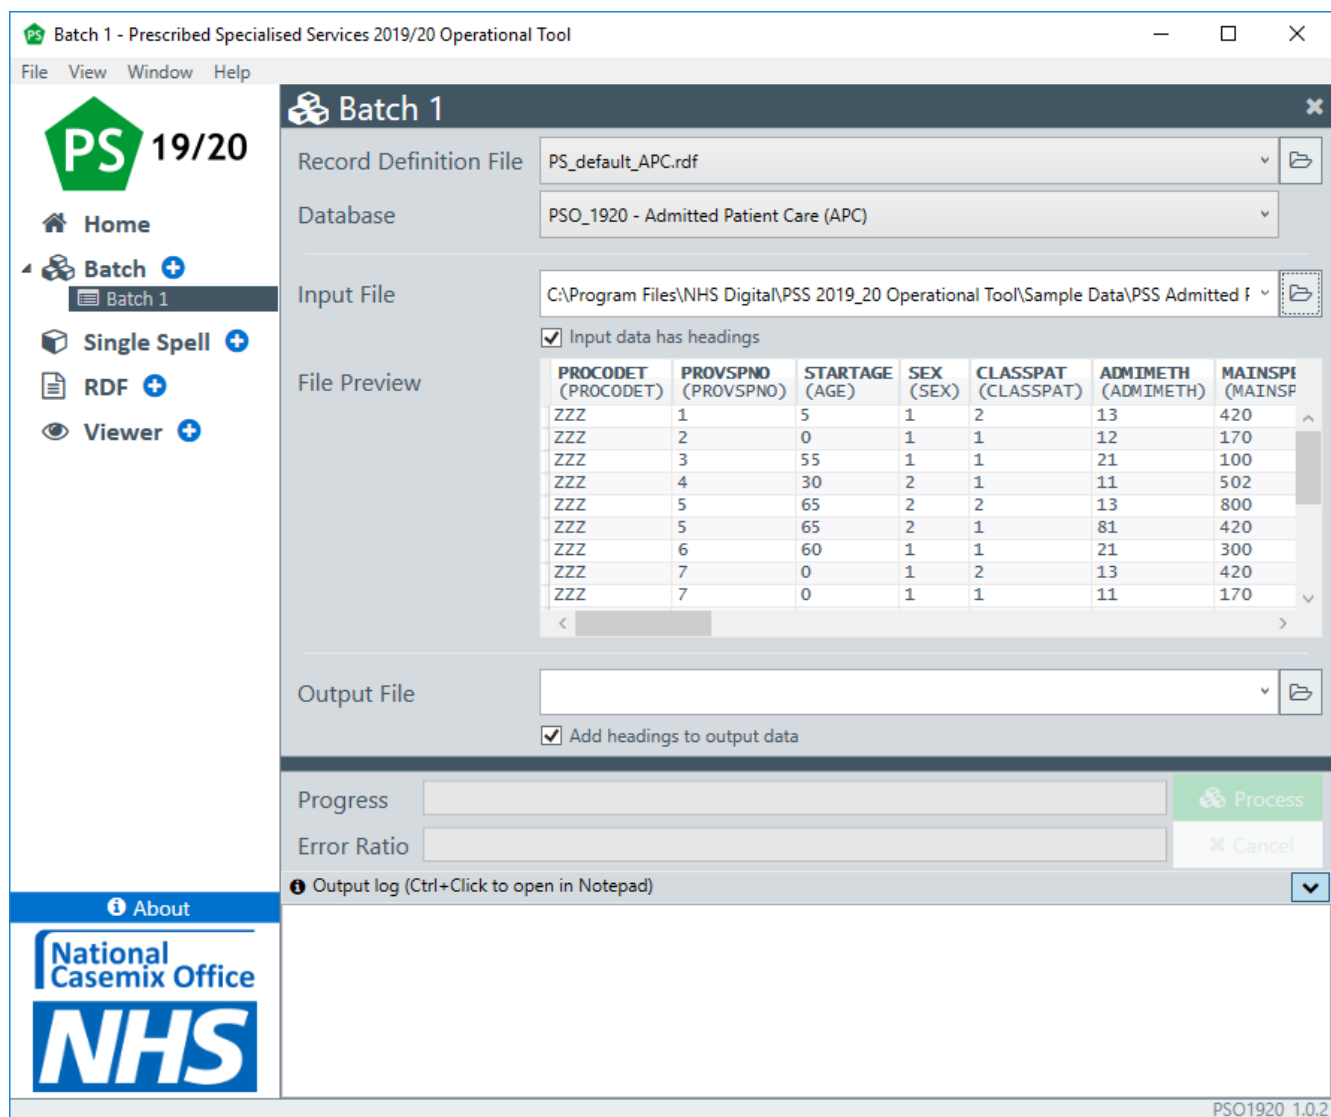 PS Batch 1 - Prescribed Specialised Services 2019/20 Operational Tool
File View Window Help
PS 19/20
Home
Batch
Batch 1
Single Spell
RDF
Viewer
About
National
Casemix Office
NHS
Batch 1
Record Definition File PS_default_APC.rdf
Database PSO_1920 - Admitted Patient Care (APC)
Input File C:\Program Files\NHS Digital\PSS 2019_20 Operational Tool\Sample Data\PSS Admitted
Input data has headings
File Preview
PROCODET PROVSPNO STARTAGE SEX CLASSPAT ADMIMETH MAINSPE
(PROCODET) (PROVSPNO) (AGE) (SEX) (CLASSPAT) (ADMIMETH) (MAINSP
ZZZ 1 5 1 2 13 420
ZZZ 2 0 1 1 12 170
ZZZ 3 55 1 1 21 100
ZZZ 4 30 2 1 11 502
ZZZ 5 65 2 2 13 800
ZZZ 5 65 2 1 81 420
ZZZ 6 60 1 1 21 300
ZZZ 7 0 1 2 13 420
ZZZ 7 0 1 1 11 170
Output File
Add headings to output data
Progress Process
Error Ratio Cancel
Output log (Ctrl+Click to open in Notepad)
PSO1920 1.0.2